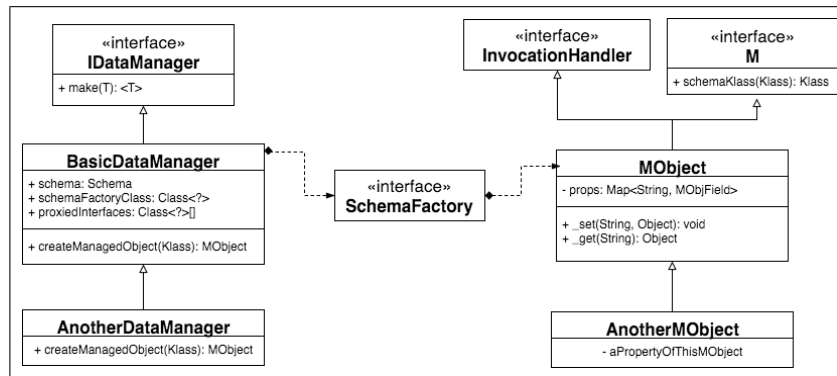 «interface»
IDataManager
+ make(T): <T>
BasicDataManager
+ schema: Schema
+ schemaFactoryClass: Class<?>
+ proxiedInterfaces: Class<?>[]
+ createManagedObject(Klass): MObject
AnotherDataManager
+ createManagedObject(Klass): MObject
«interface»
SchemaFactory
«interface»
InvocationHandler
«interface»
M
+ schemaKlass(Klass): Klass
MObject
- props: Map<String, MObjField>
+ _set(String, Object): void
+ _get(String): Object
AnotherMObject
- aPropertyOfThisMObject